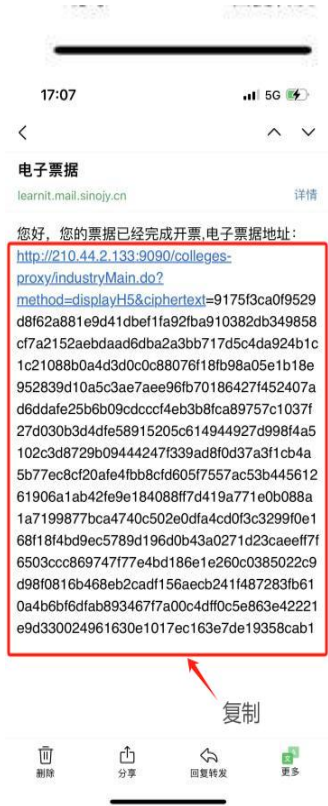 17:07
5G
电子票据
learnit.mail.sinojy.cn
详情
您好，您的票据已经完成开票,电子票据地址：
http://210.44.2.133:9090/colleges-
proxy/industryMain.do?
method=displayH5&ciphertext=9175f3ca0f9529
d8f62a881e9d41dbef1fa92fba910382db349858
cf7a2152aebdaad6dba2a3bb717d5c4da924b1c
1c21088b0a4d3d0c0c88076f18fb98a05e1b18e
952839d10a5c3ae7aee96fb70186427f452407a
d6ddafe25b6b09cdcccf4eb3b8fca89757c1037f
27d030b3d4dfe58915205c614944927d998f4a5
102c3d8729b09444247f339ad8f0d37a3f1cb4a
5b77ec8cf20afe4fbb8cfd605f7557ac53b445612
61906a1ab42fe9e184088ff7d419a771e0b088a
1a7199877bca4740c502e0dfa4cd0f3c3299f0e1
68f18f4bd9ec5789d196d0b43a0271d23caeeff7f
6503ccc869747f77e4bd186e1e260c0385022c9
d98f0816b468eb2cadf156aecb241f487283fb61
0a4b6bf6dfab893467f7a00c4dff0c5e863e42221
e9d330024961630e1017ec163e7de19358cab1
复制
删除
分享
回复转发
更多